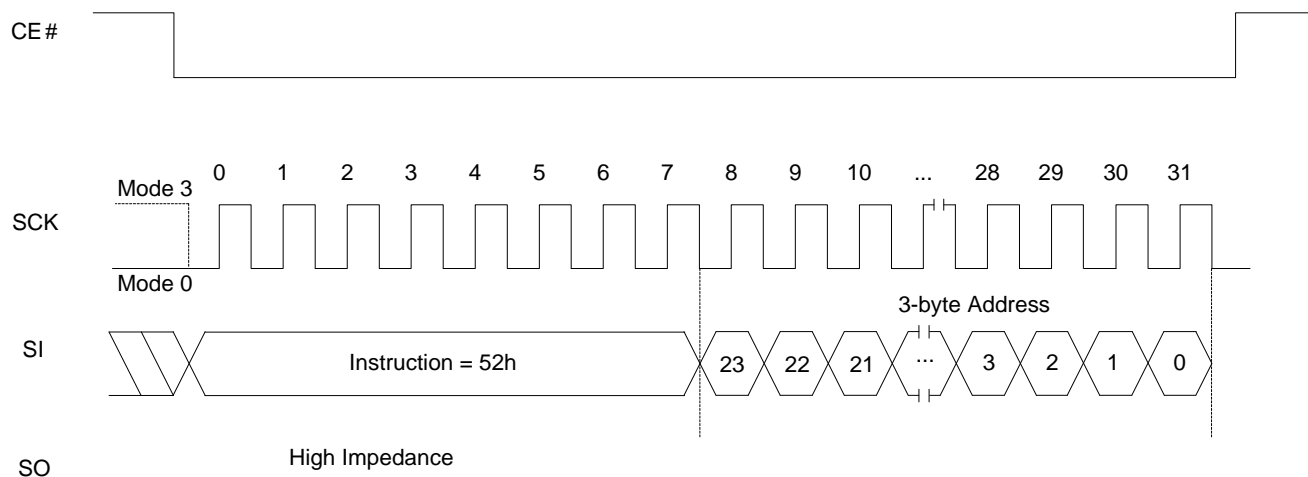 CE#
0 1 2 3 4 5 6 7 8 9 10 ... 28 29 30 31
Mode 3
SCK
Mode 0
3-byte Address
SI
Instruction = 52h
23 22 21 ... 3 2 1 0
High Impedance
SO